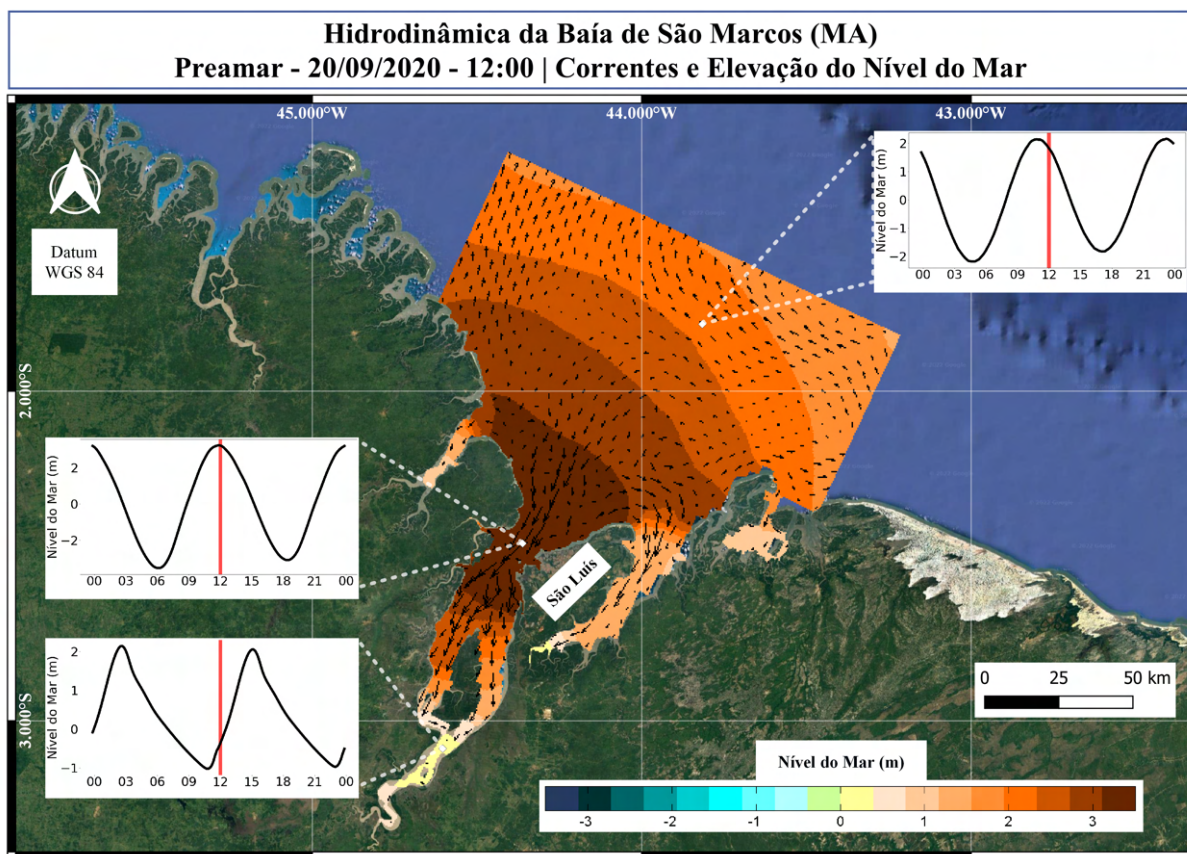 Hidrodinâmica da Baía de São Marcos (MA)
Preamar - 20/09/2020 - 12:00 | Correntes e Elevação do Nível do Mar
45.000°W
44.000°W
43.000°W
Datum
WGS 84
Nível do Mar (m)
2
1
0
−1
−2
00 03 06 09 12 15 18 21 00
2.000°S
Nível do Mar (m)
2
0
−2
00 03 06 09 12 15 18 21 00
São Luís
Nível do Mar (m)
2
1
0
−1
00 03 06 09 12 15 18 21 00
3.000°S
0 25 50 km
Nível do Mar (m)
-3 -2 -1 0 1 2 3